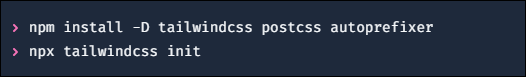 > npm install -D tailwindcss postcss autoprefixer
> npx tailwindcss init